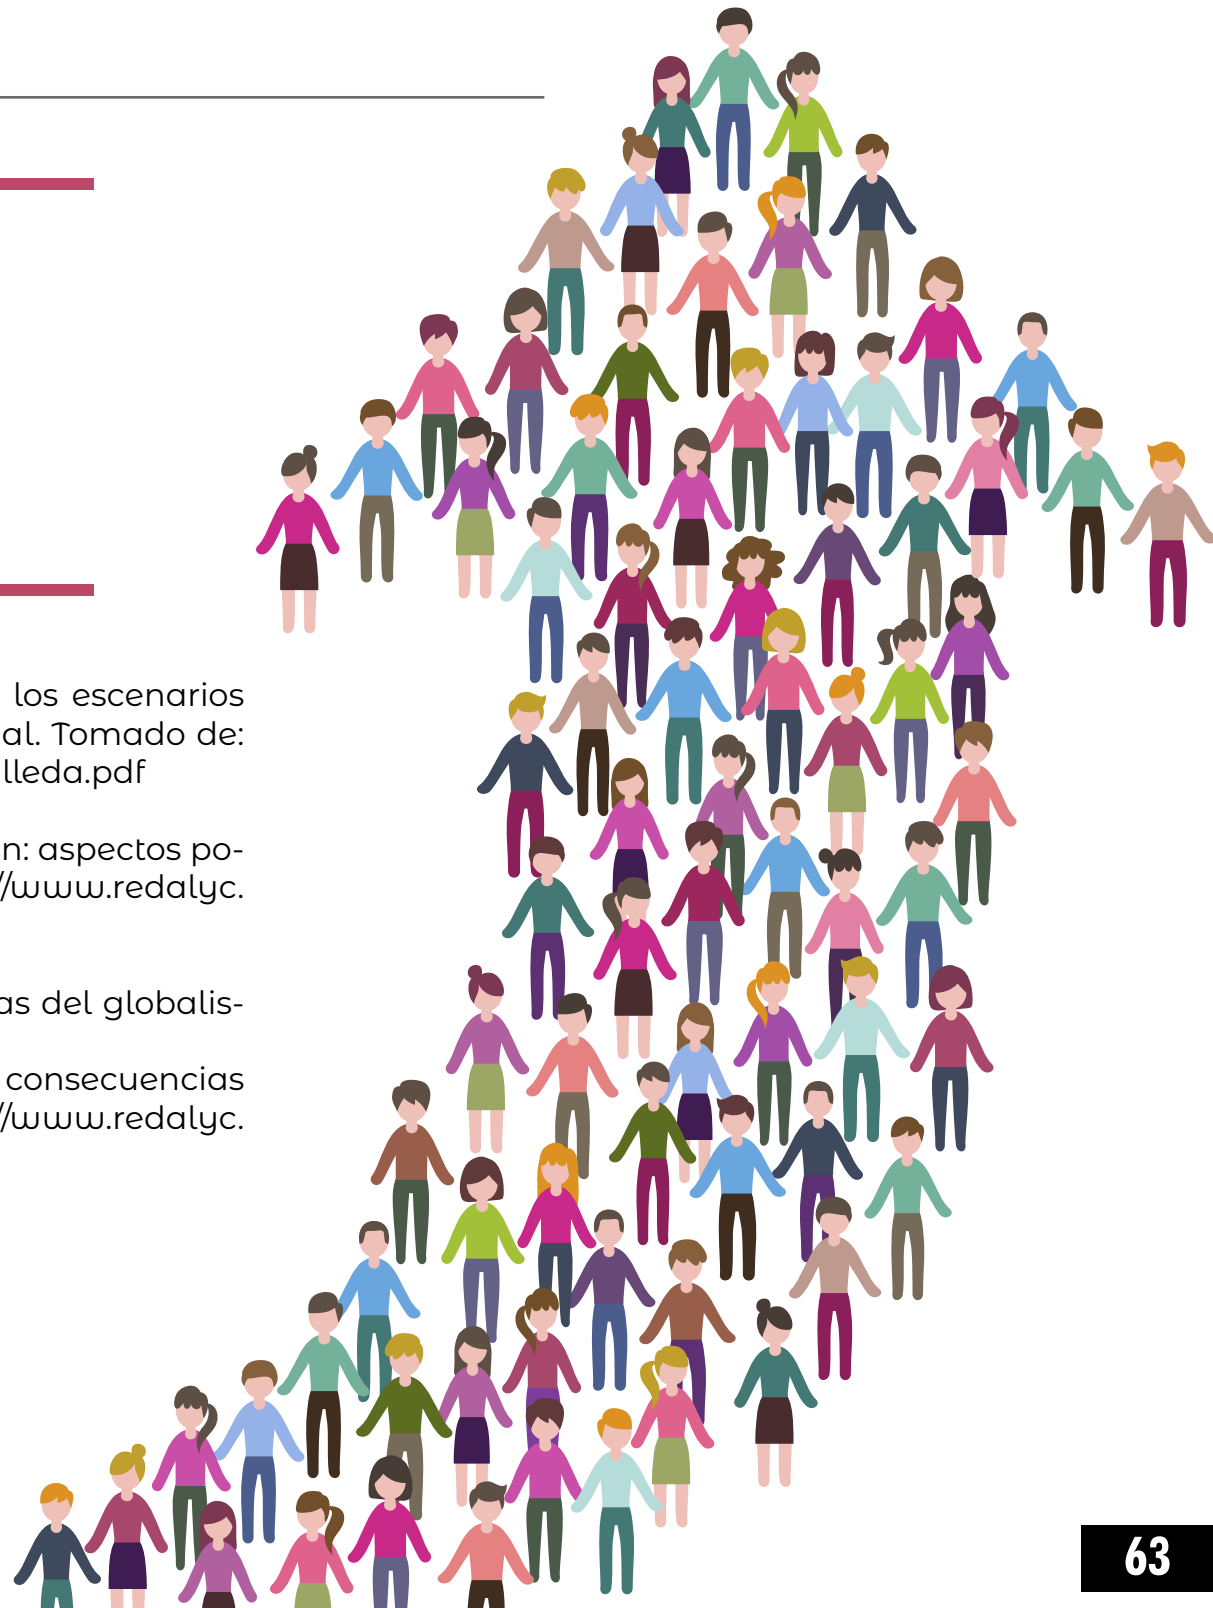 los escenarios
al. Tomado de:
lleda.pdf
n: aspectos po-
//www.redalyc.
as del globalis-
consecuencias
//www.redalyc.
63